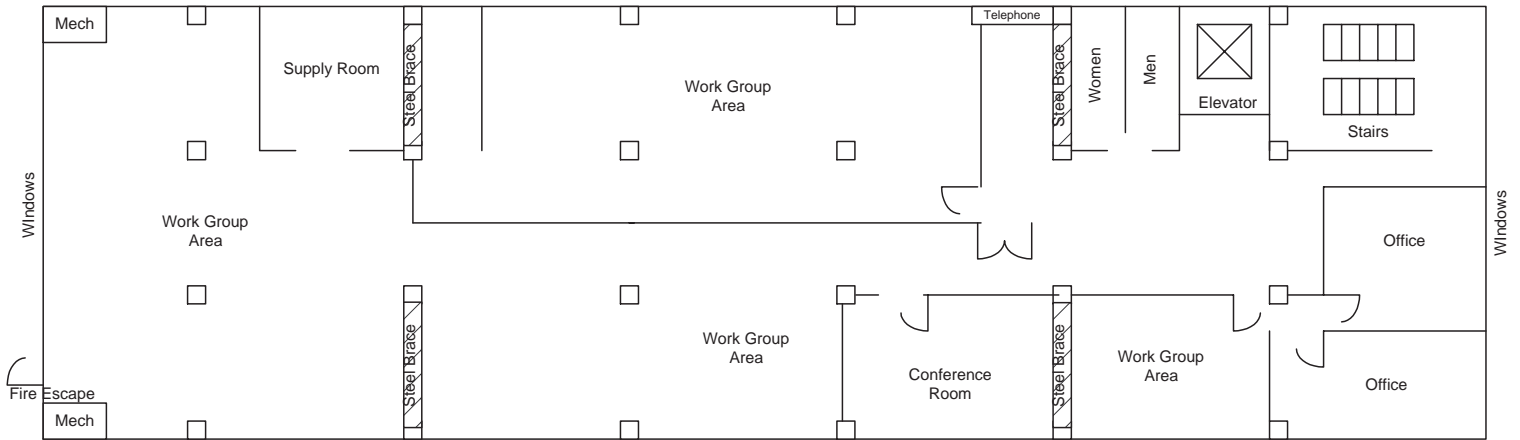 Mech
Supply Room
Steel Brace
Work Group
Area
Telephone
Steel Brace
Women
Men
Elevator
Stairs
WIndows
Work Group
Area
Office
WIndows
Fire Escape
Mech
Steel Brace
Work Group
Area
Conference
Room
Steel Brace
Work Group
Area
Office